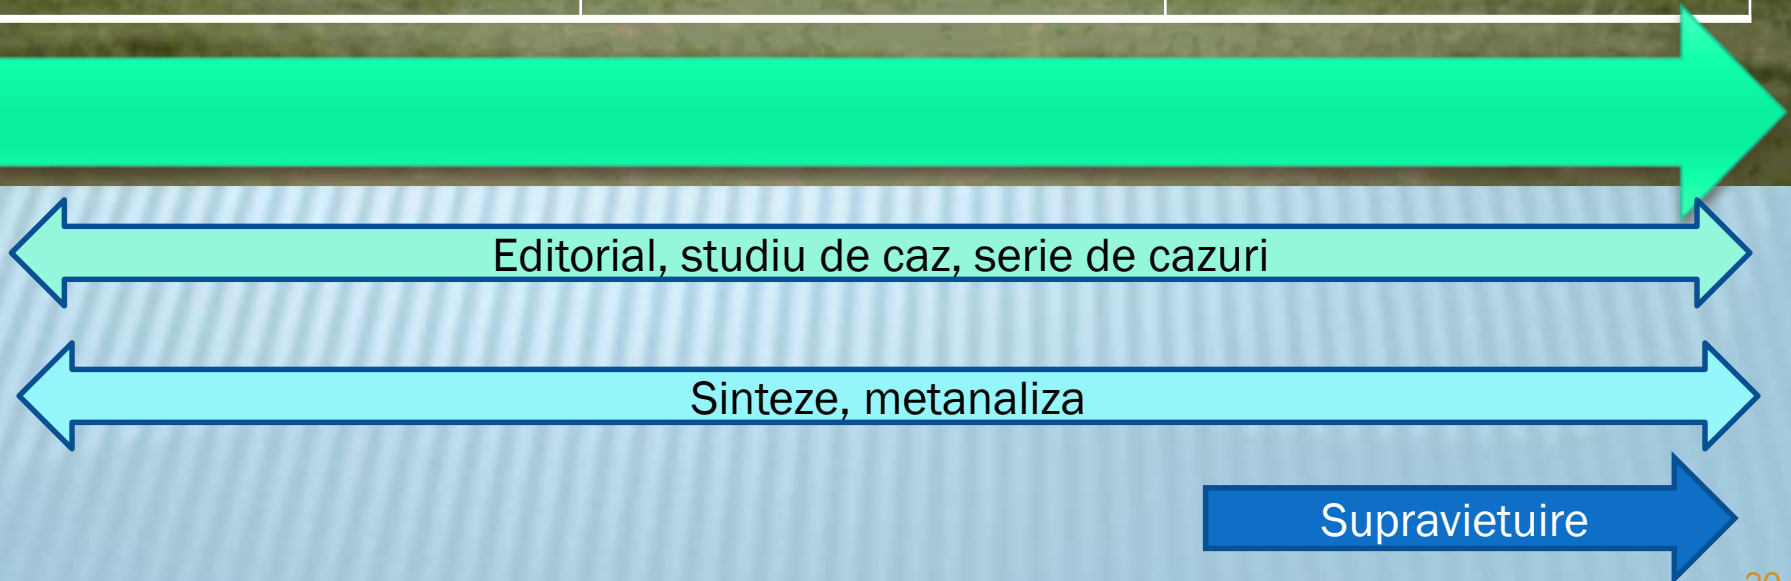 Editorial, studiu de caz, serie de cazuri
Sinteze, metanaliza
Supravietuire